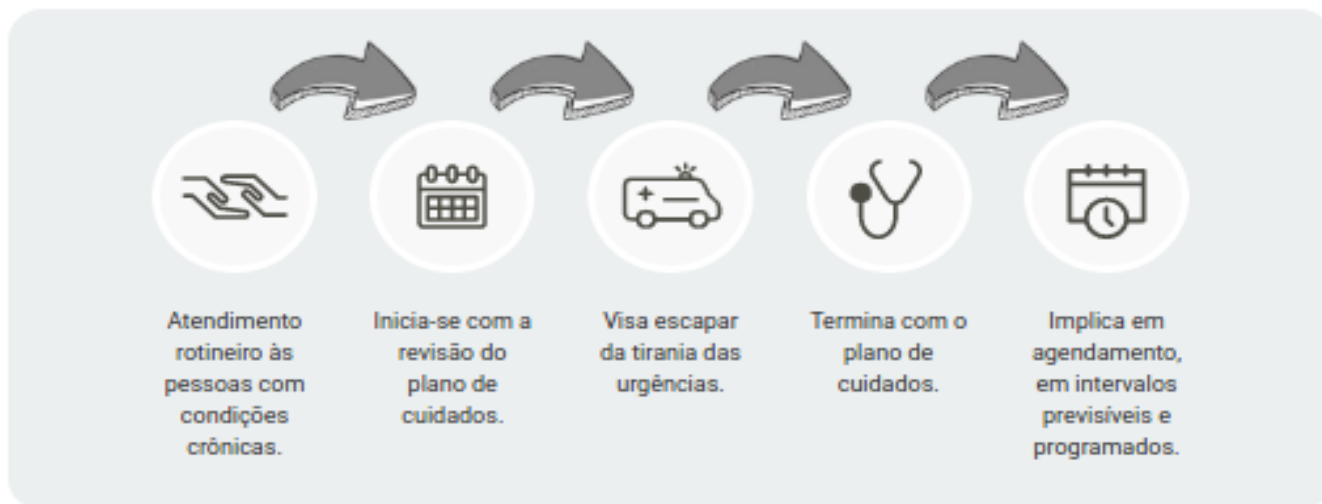 Atendimento
rotineiro às
pessoas com
condições
crônicas.
Inicia-se com a
revisão do
plano de
cuidados.
Visa escapar
da tirania das
urgências.
Termina com o
plano de
cuidados.
Implica em
agendamento,
em intervalos
previsíveis e
programados.